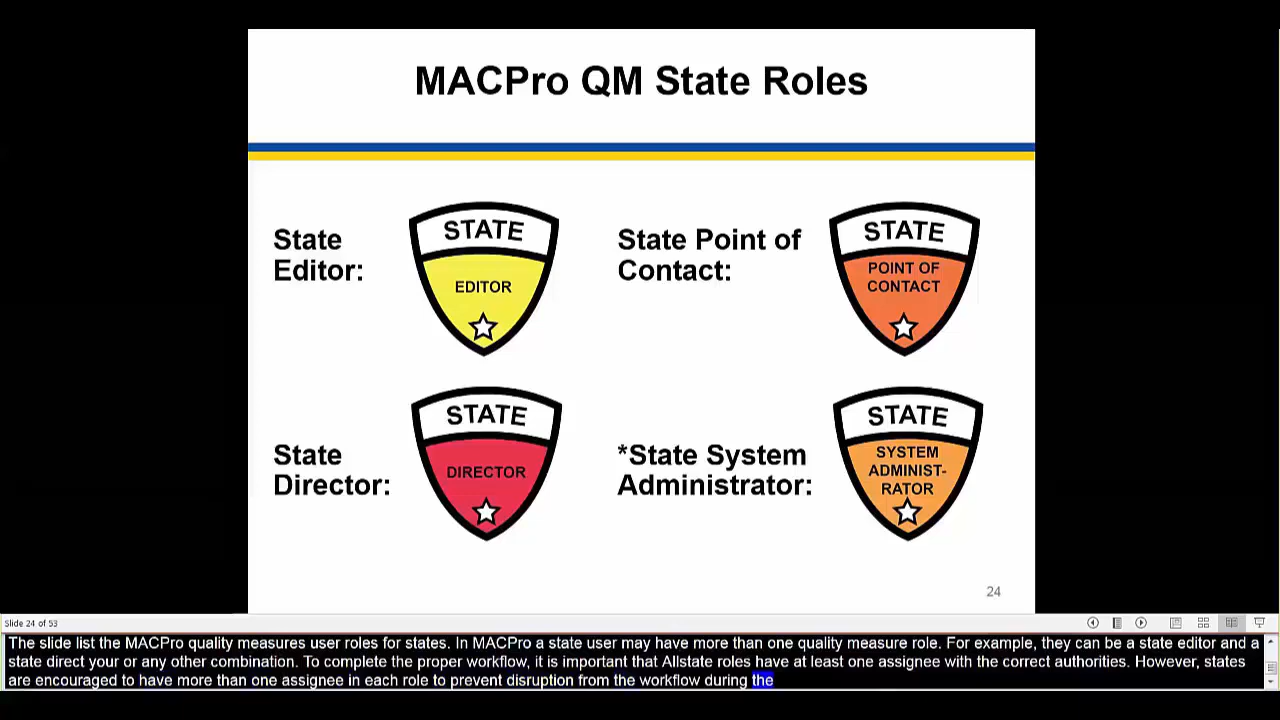 MACPro QM State Roles
State
Editor:
STATE
EDITOR
State Point of
Contact:
STATE
POINT OF
CONTACT
State
Director:
STATE
DIRECTOR
*State System
Administrator:
STATE
SYSTEM
ADMINIST-
RATOR
24
Slide 24 of 53
The slide list the MACPro quality measures user roles for states. In MACPro a state user may have more than one quality measure role. For example, they can be a state editor and a
state direct your or any other combination. To complete the proper workflow, it is important that Allstate roles have at least one assignee with the correct authorities. However, states
are encouraged to have more than one assignee in each role to prevent disruption from the workflow during the